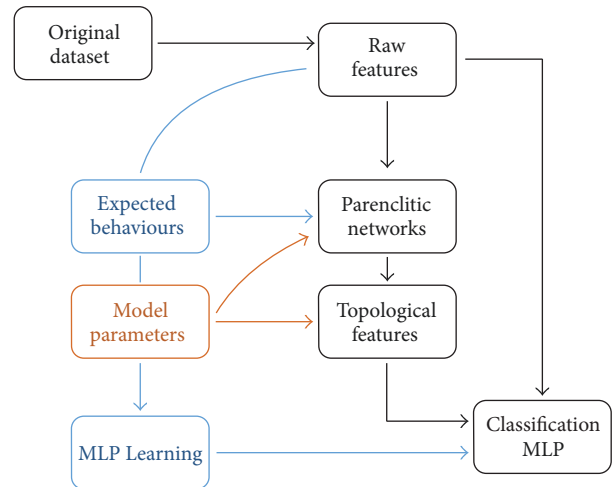 Original
dataset
Raw
features
Expected
behaviours
Parenclitic
networks
Model
parameters
Topological
features
MLP Learning
Classification
MLP